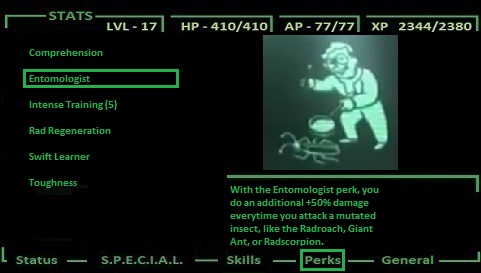 STATS
LVL - 17 HP - 410/410 AP - 77/77 XP 2344/2380
Comprehension
Entomologist
Intense Training (5)
Rad Regeneration
Swift Learner
Toughness
With the Entomologist perk, you
do an additional +50% damage
everytime you attack a mutated
insect, like the Radroach, Giant
Ant, or Radscorpion.
Status S.P.E.C.I.A.L. Skills Perks General